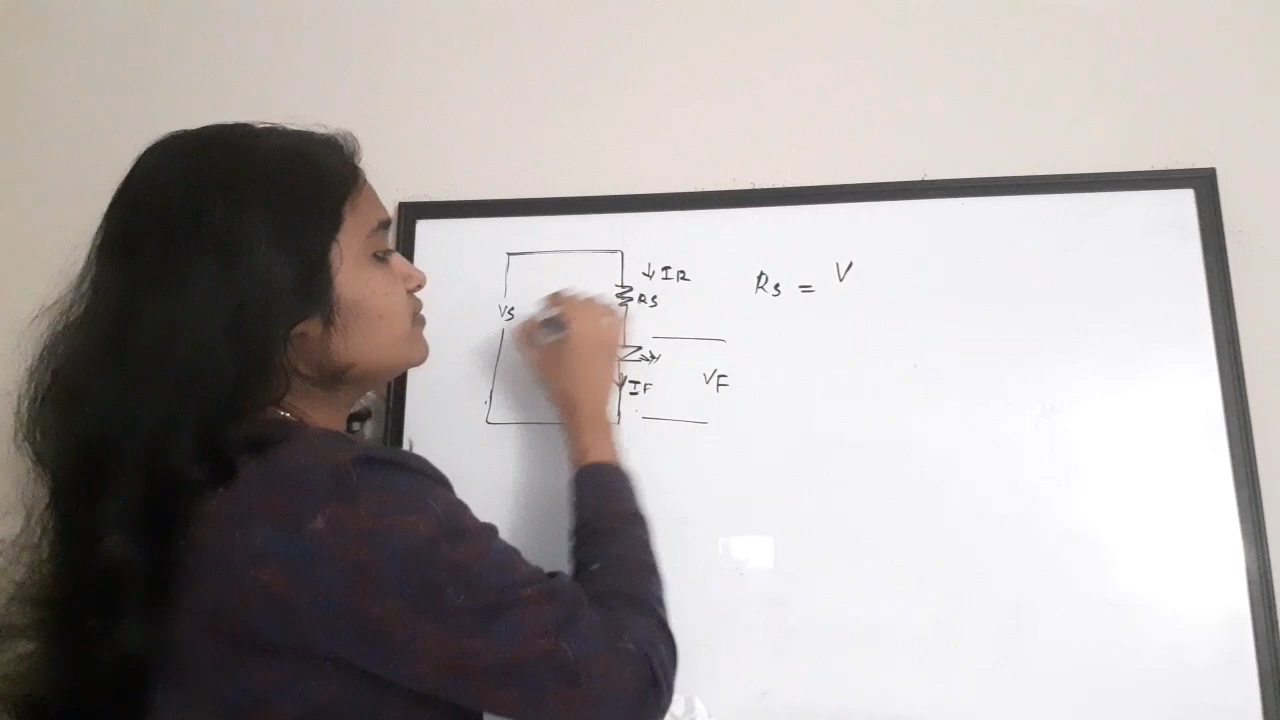 ↓ IR
Rs
Vs
IF
VF
Rs = V